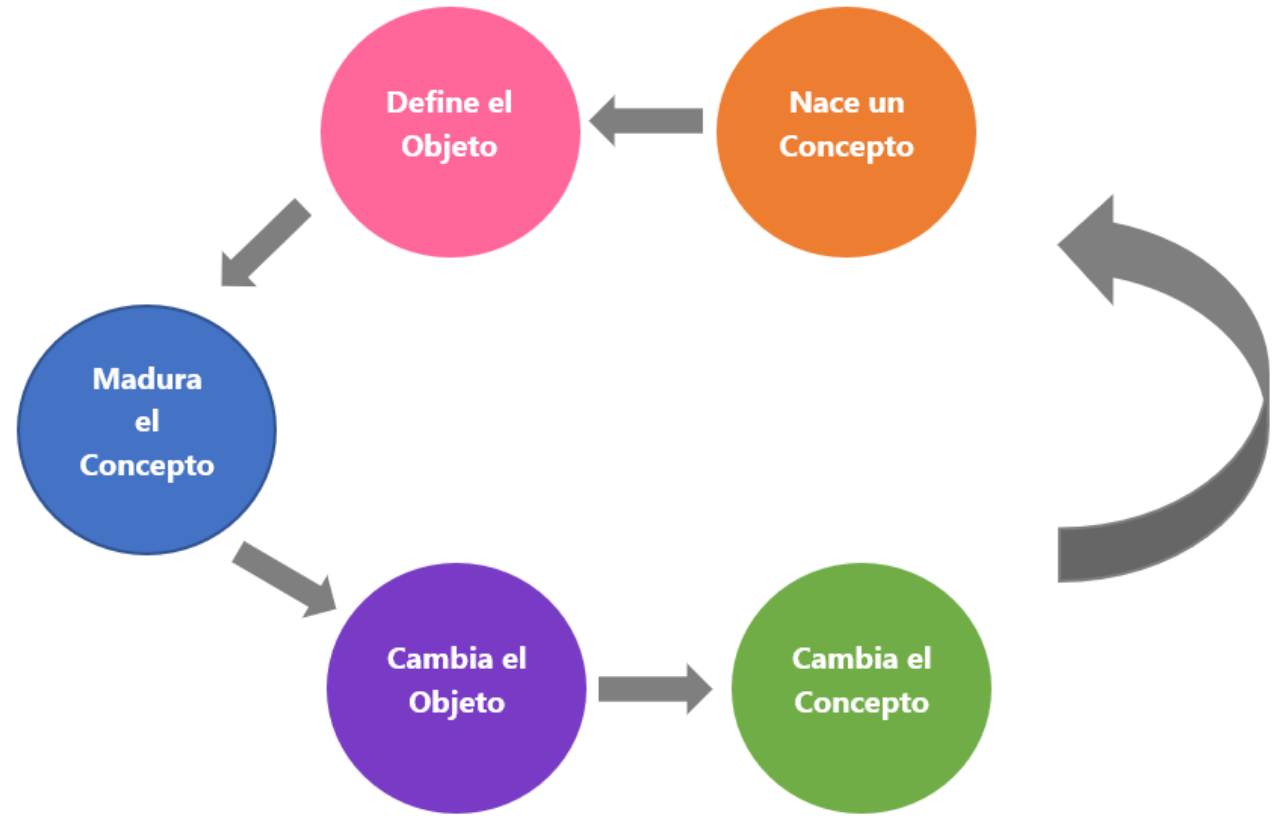 Nace un
Concepto
Define el
Objeto
Madura
el
Concepto
Cambia el
Objeto
Cambia el
Concepto